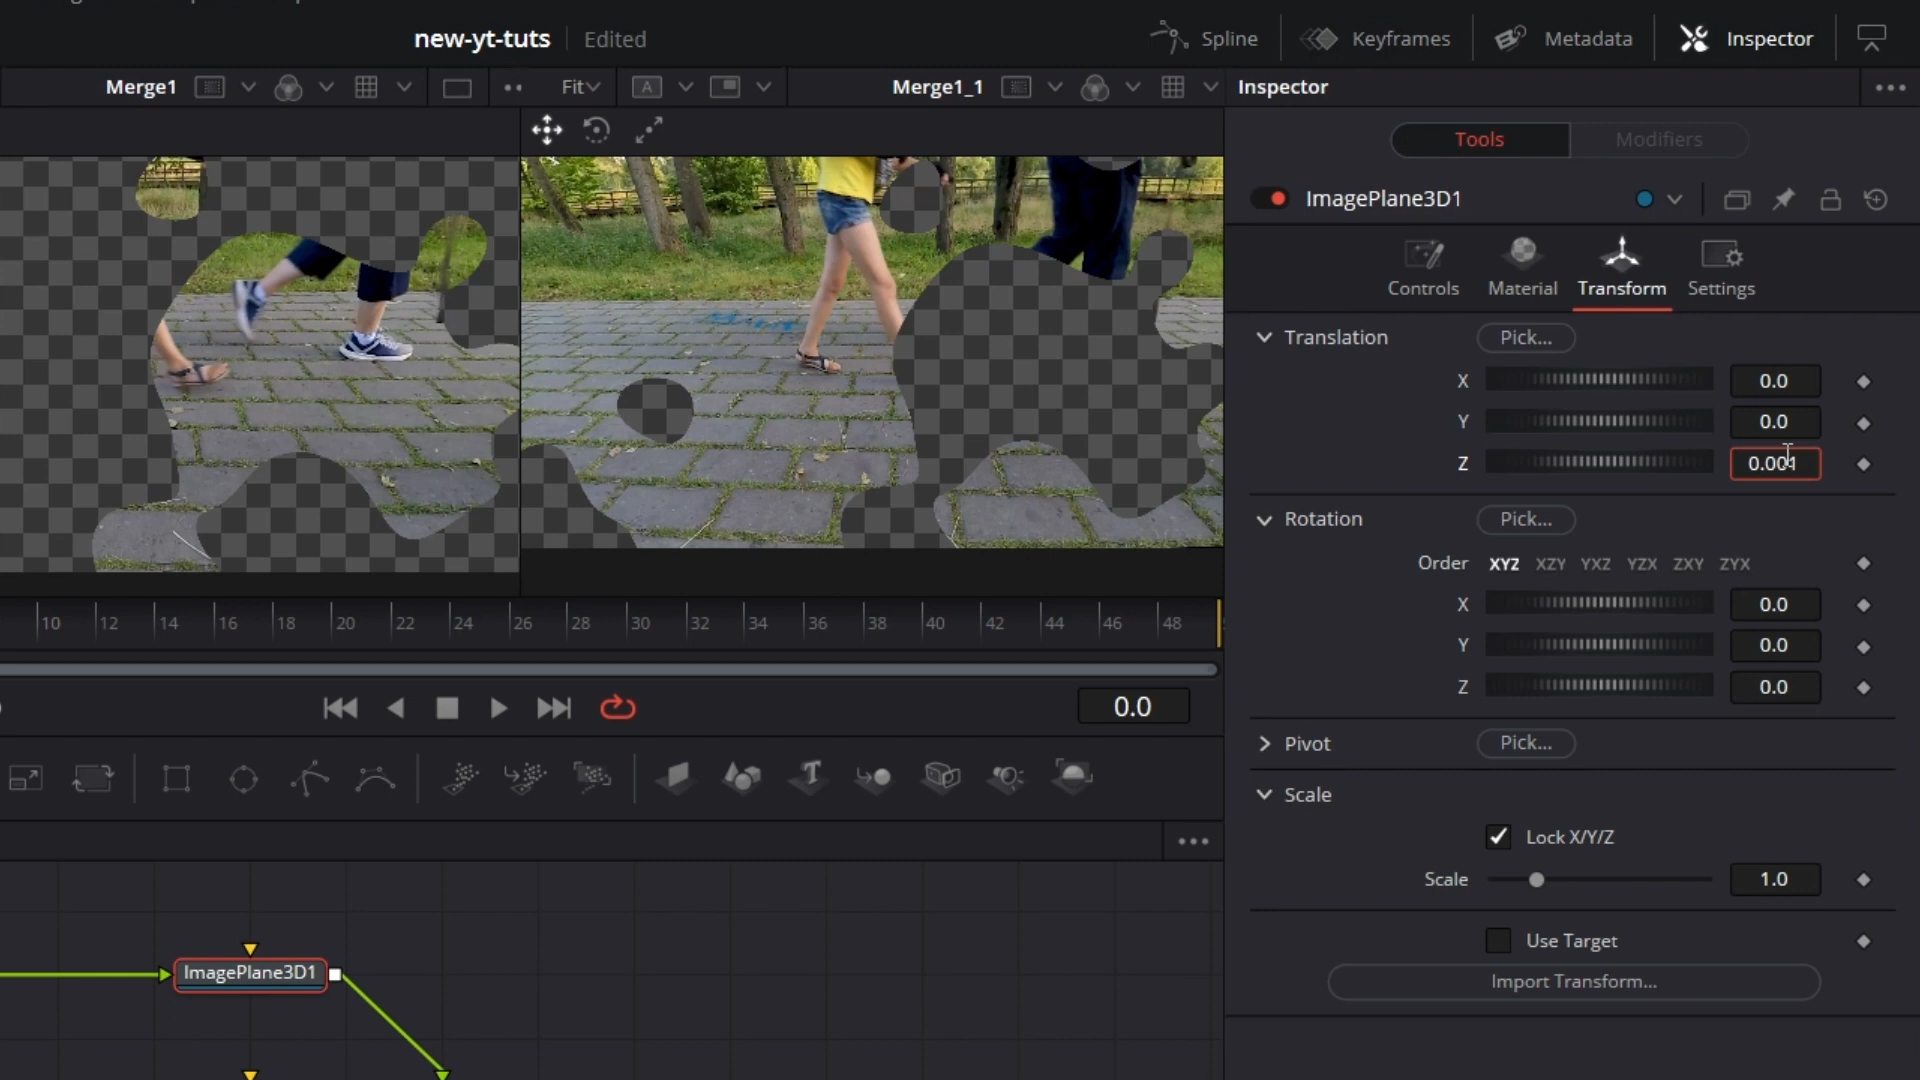 new-yt-tuts Edited
Spline Keyframes Metadata Inspector
Merge1 Fit A Merge1_1 Inspector
Tools Modifiers
ImagePlane3D1
Controls Material Transform Settings
Translation Pick...
X 0.0
Y 0.0
Z 0.001
Rotation Pick...
Order XYZ XZY YXZ YZX ZXY ZYX
X 0.0
Y 0.0
Z 0.0
10 12 14 16 18 20 22 24 26 28 30 32 34 36 38 40 42 44 46 48
0.0
Pivot Pick...
T
Scale
Lock X/Y/Z
Scale 1.0
Use Target
Import Transform...
ImagePlane3D1